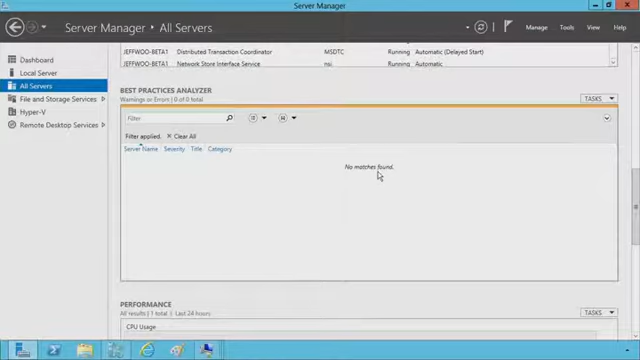 Server Manager
Server Manager ▸ All Servers
Manage Tools View Help
Dashboard
Local Server
All Servers
File and Storage Services
Hyper-V
Remote Desktop Services
JEFFWOO-BETA1 Distributed Transaction Coordinator MSDTC Running Automatic (Delayed Start)
JEFFWOO-BETA1 Network Store Interface Service nsi Running Automatic
BEST PRACTICES ANALYZER
Warnings or Errors | 0 of 0 total
TASKS
Filter
Filter applied. Clear All
Server Name Severity Title Category
No matches found.
PERFORMANCE
All results | 1 total | Last 24 hours
TASKS
CPU Usage